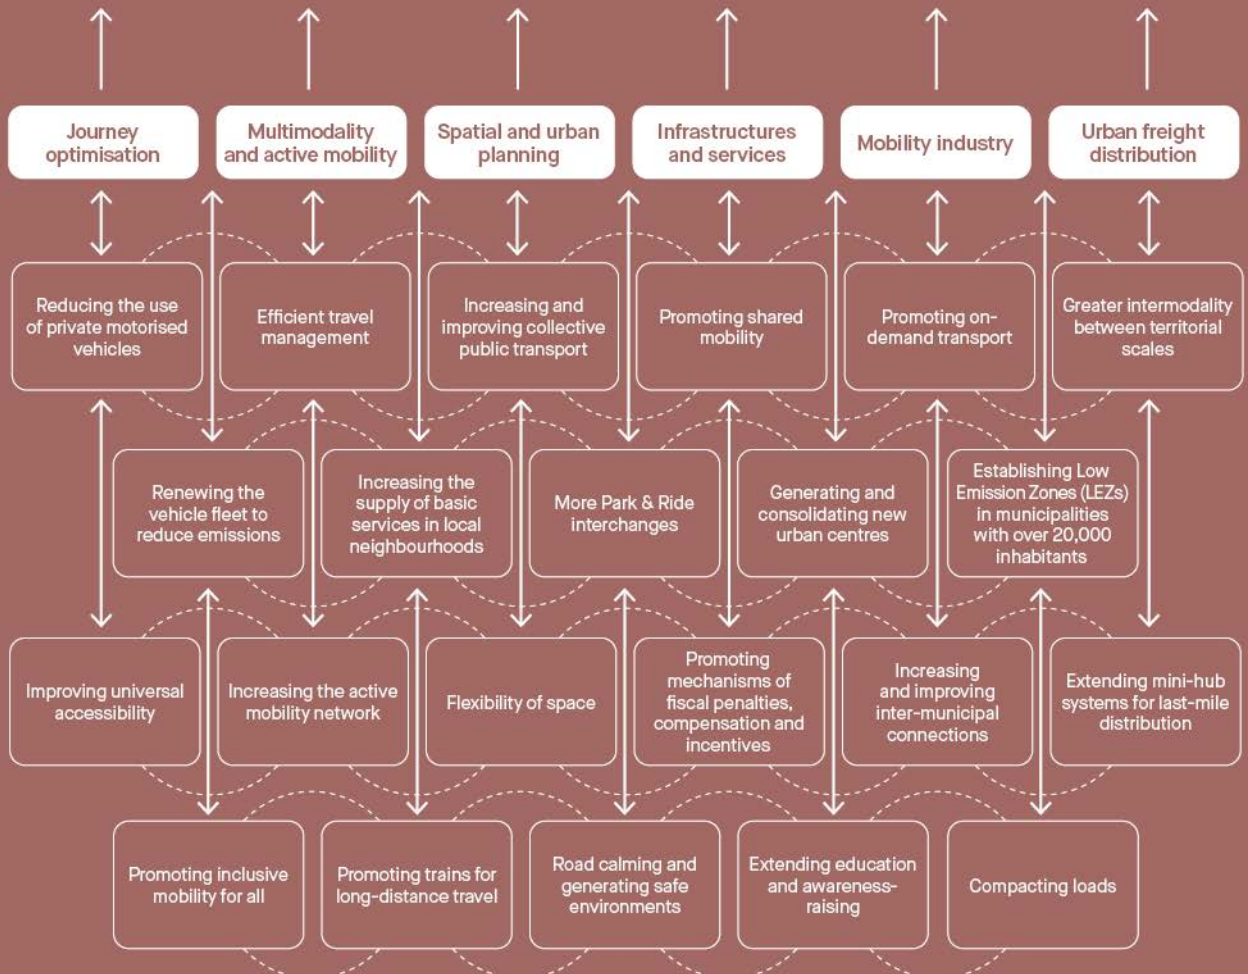 Journey
optimisation
Multimodality
and active mobility
Spatial and urban
planning
Infrastructures
and services
Mobility industry
Urban freight
distribution
Reducing the use
of private motorised
vehicles
Efficient travel
management
Increasing and
improving collective
public transport
Promoting shared
mobility
Promoting on-
demand transport
Greater intermodality
between territorial
scales
Renewing the
vehicle fleet to
reduce emissions
Increasing the
supply of basic
services in local
neighbourhoods
More Park & Ride
interchanges
Generating and
consolidating new
urban centres
Establishing Low
Emission Zones (LEZs)
in municipalities
with over 20,000
inhabitants
Improving universal
accessibility
Increasing the active
mobility network
Flexibility of space
Promoting
mechanisms of
fiscal penalties,
compensation and
incentives
Increasing
and improving
inter-municipal
connections
Extending mini-hub
systems for last-mile
distribution
Promoting inclusive
mobility for all
Promoting trains for
long-distance travel
Road calming and
generating safe
environments
Extending education
and awareness-
raising
Compacting loads